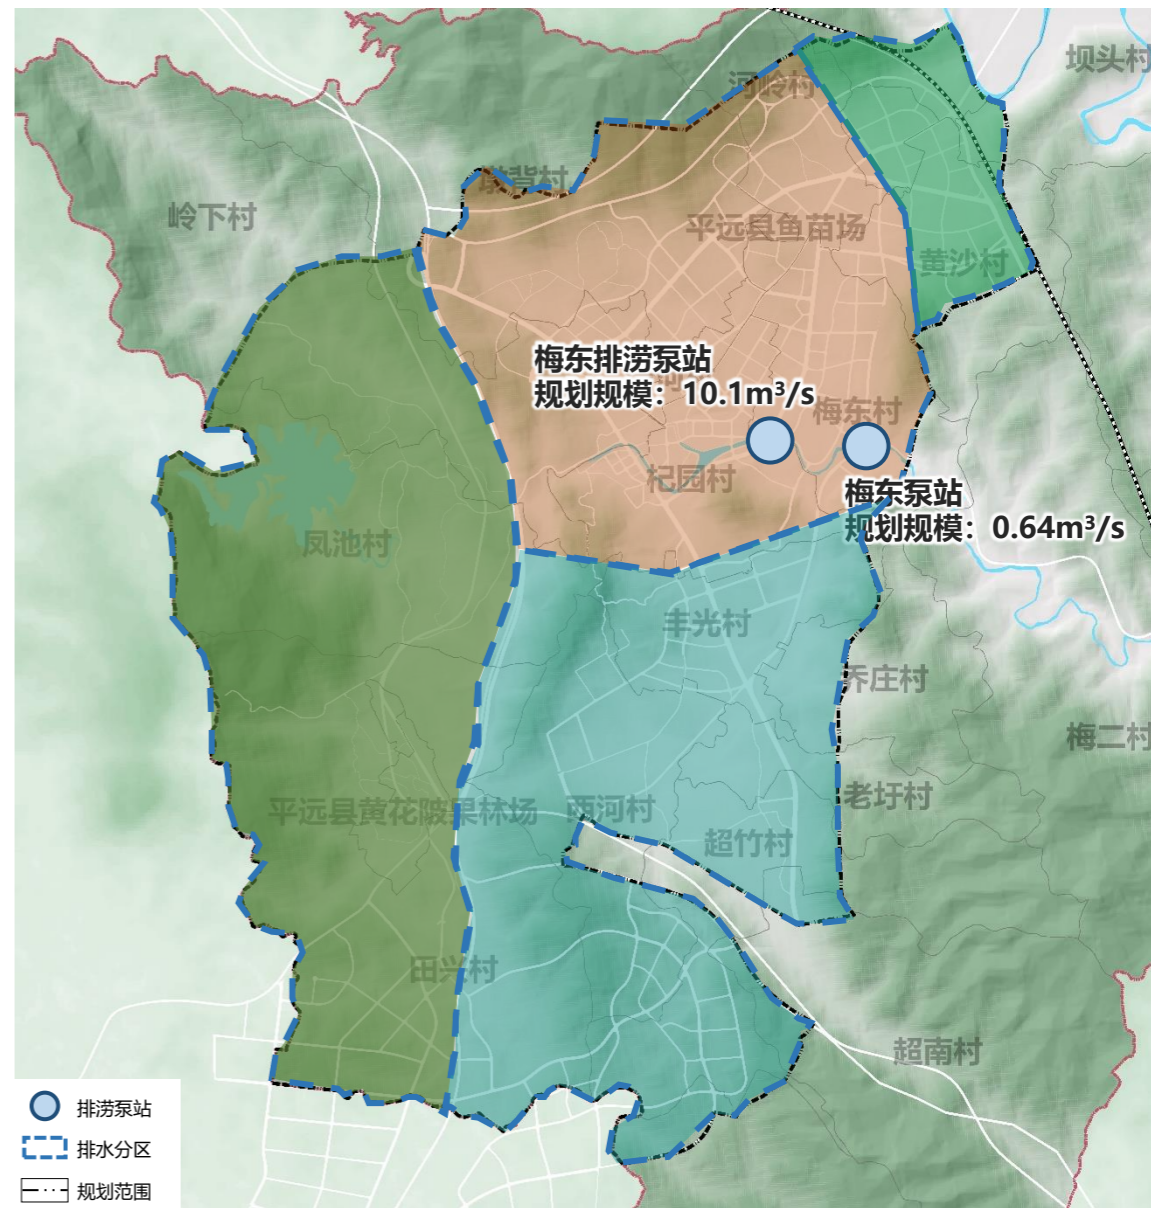 坝头村
河岭村
墩背村
岭下村
平远县鱼苗场
黄沙村
梅东排涝泵站
规划规模：10.1m³/s
梅东村
杞园村
梅东泵站
规划规模：0.64m³/s
凤池村
丰光村
乔庄村
梅二村
老圩村
平远县黄花陂果林场
两河村
超竹村
田兴村
超南村
排涝泵站
排水分区
规划范围